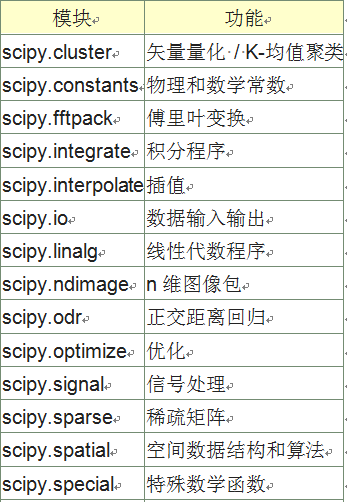 模块 功能
scipy.cluster 矢量量化 / K-均值聚类
scipy.constants 物理和数学常数
scipy.fftpack 傅里叶变换
scipy.integrate 积分程序
scipy.interpolate 插值
scipy.io 数据输入输出
scipy.linalg 线性代数程序
scipy.ndimage n 维图像包
scipy.odr 正交距离回归
scipy.optimize 优化
scipy.signal 信号处理
scipy.sparse 稀疏矩阵
scipy.spatial 空间数据结构和算法
scipy.special 特殊数学函数